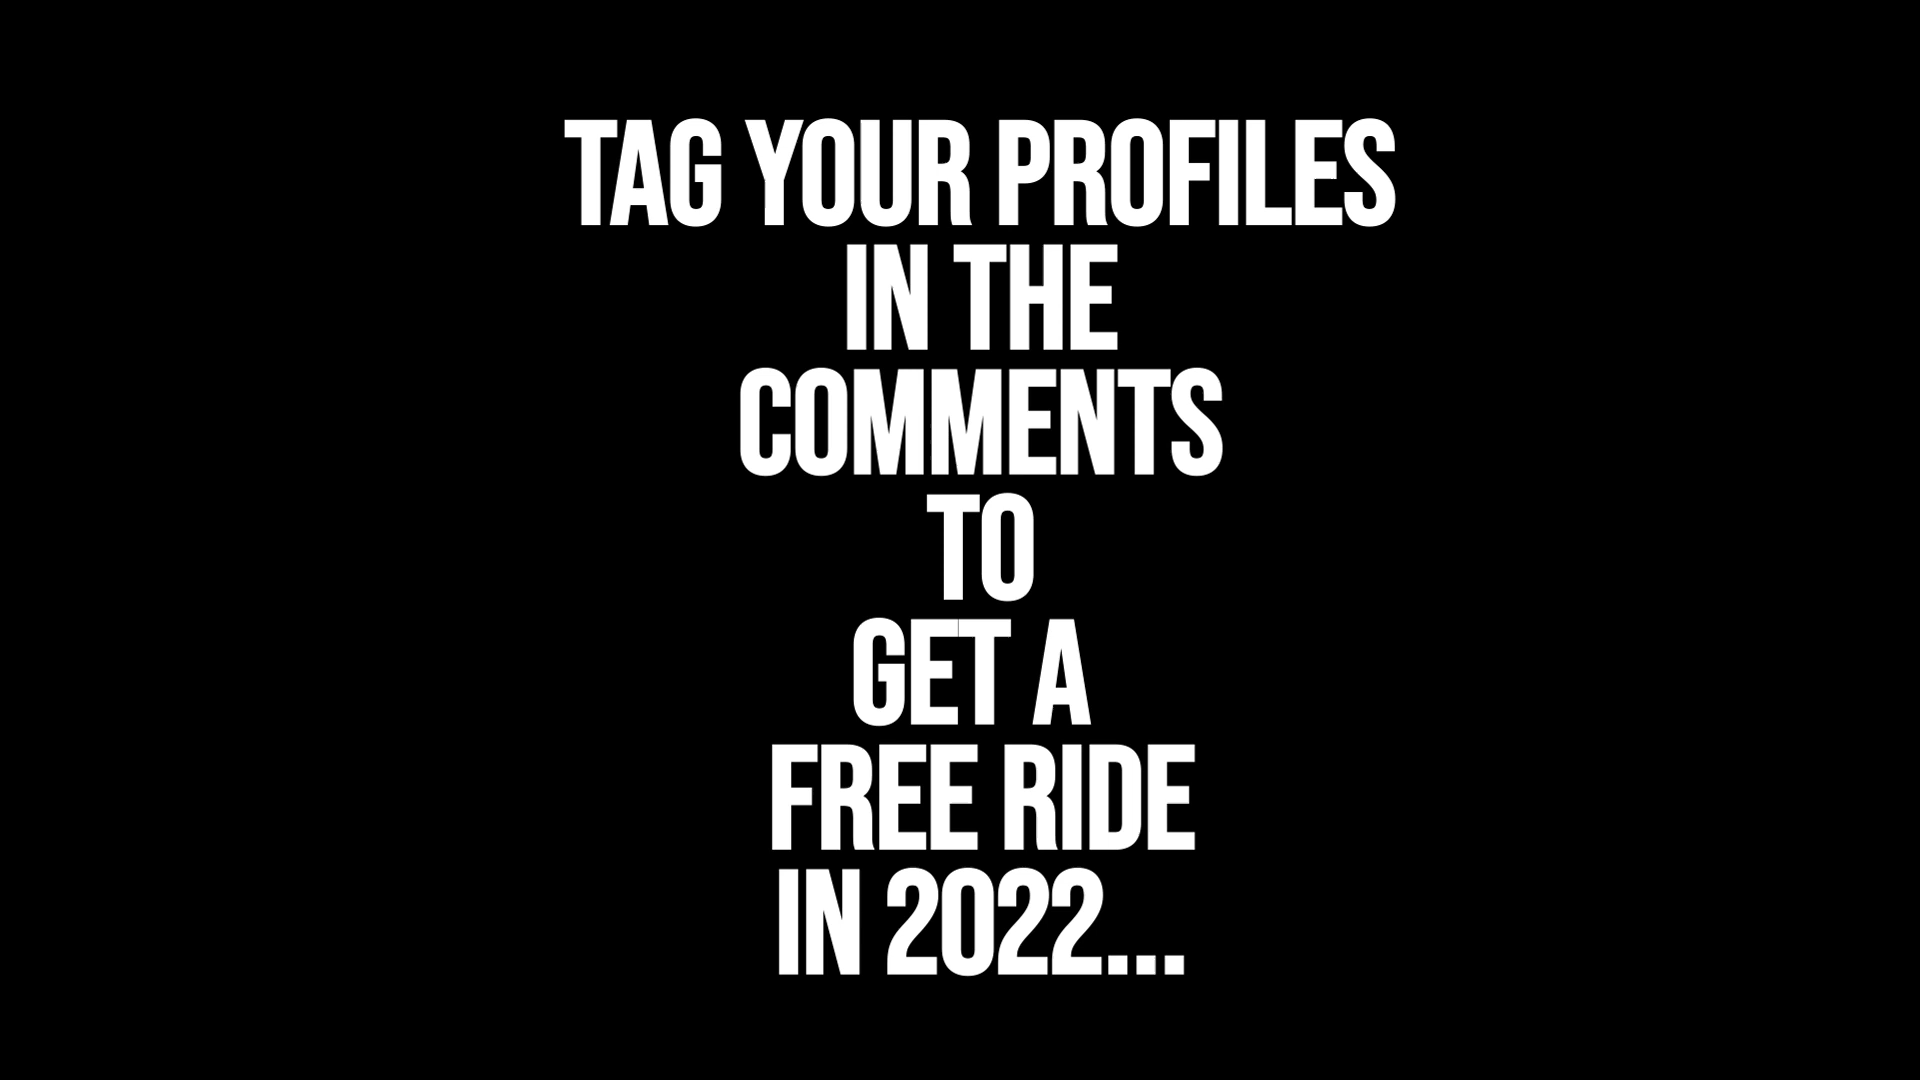 TAG YOUR PROFILES
IN THE
COMMENTS
TO
GET A
FREE RIDE
IN 2022...